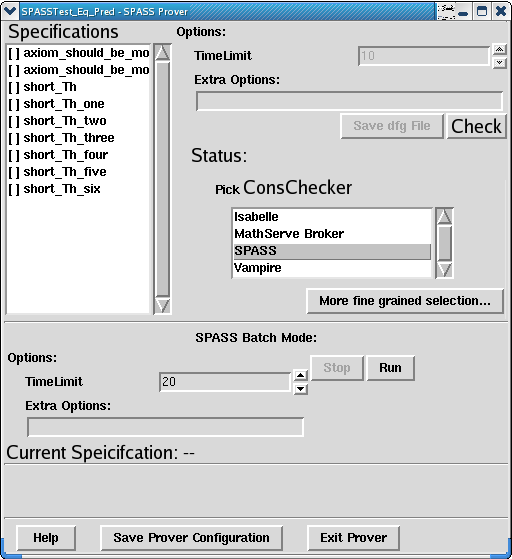 SPASSTest_Eq_Pred - SPASS Prover
Specifications
[ ] axiom_should_be_mo
[ ] axiom_should_be_mo
[ ] short_Th
[ ] short_Th_one
[ ] short_Th_two
[ ] short_Th_three
[ ] short_Th_four
[ ] short_Th_five
[ ] short_Th_six
Options:
TimeLimit 10
Extra Options:
Save dfg File Check
Status:
Pick ConsChecker
Isabelle
MathServe Broker
SPASS
Vampire
More fine grained selection...
SPASS Batch Mode:
Options:
TimeLimit 20 Stop Run
Extra Options:
Current Speicifcation: --
Help Save Prover Configuration Exit Prover